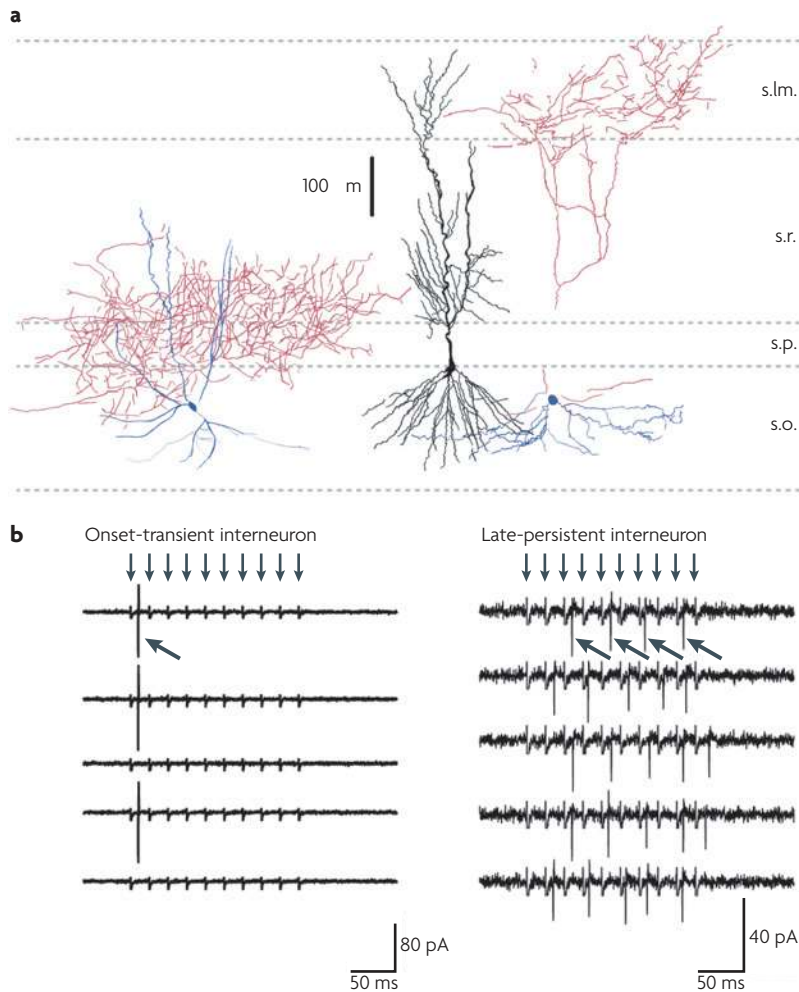 a
s.lm.
100 m
s.r.
s.p.
s.o.
b
Onset-transient interneuron
Late-persistent interneuron
80 pA
50 ms
40 pA
50 ms